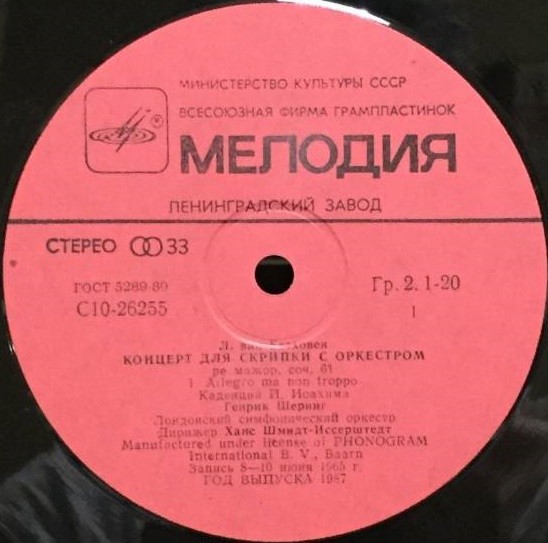 МИНИСТЕРСТВО КУЛЬТУРЫ СССР
ВСЕСОЮЗНАЯ ФИРМА ГРАМПЛАСТИНОК
МЕЛОДИЯ
ЛЕНИНГРАДСКИЙ ЗАВОД
СТЕРЕО 33
ГОСТ 5289-80
С10-26255
Гр. 2. 1-20
1
Л. ван Бетховен
КОНЦЕРТ ДЛЯ СКРИПКИ С ОРКЕСТРОМ
ре мажор, соч. 61
1 Allegro ma non troppo
Каденция Й. Иоахима
Генрик Шеринг
Лондонский симфонический оркестр
Дирижер Ханс Шмидт-Иссерштедт
Manufactured under license of PHONOGRAM
International B. V., Baarn
Запись 8—10 июня 1965 г.
ГОД ВЫПУСКА 1987